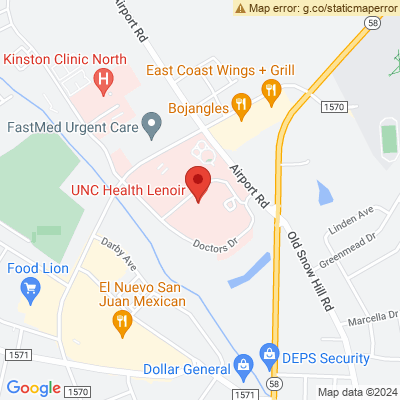 Map error: g.co/staticmaperror
Airport Rd
58
Kinston Clinic North
H
East Coast Wings + Grill
Bojangles
1570
FastMed Urgent Care
UNC Health Lenoir
Airport Rd
Linden Ave
Greenmead Dr
Doctors Dr
Old Snow Hill Rd
Darby Ave
Food Lion
El Nuevo San
Juan Mexican
Marcella Dr
1571
DEPS Security
Dollar General
1570
1571
58
Google
Map data ©2024